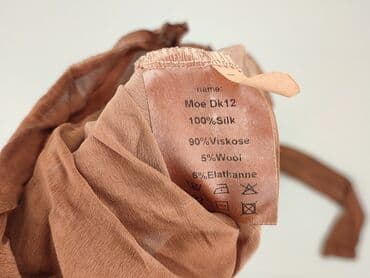 name:
Moe Dk12
100%Silk
90%Viskose
5%Wool
5%Elathanne